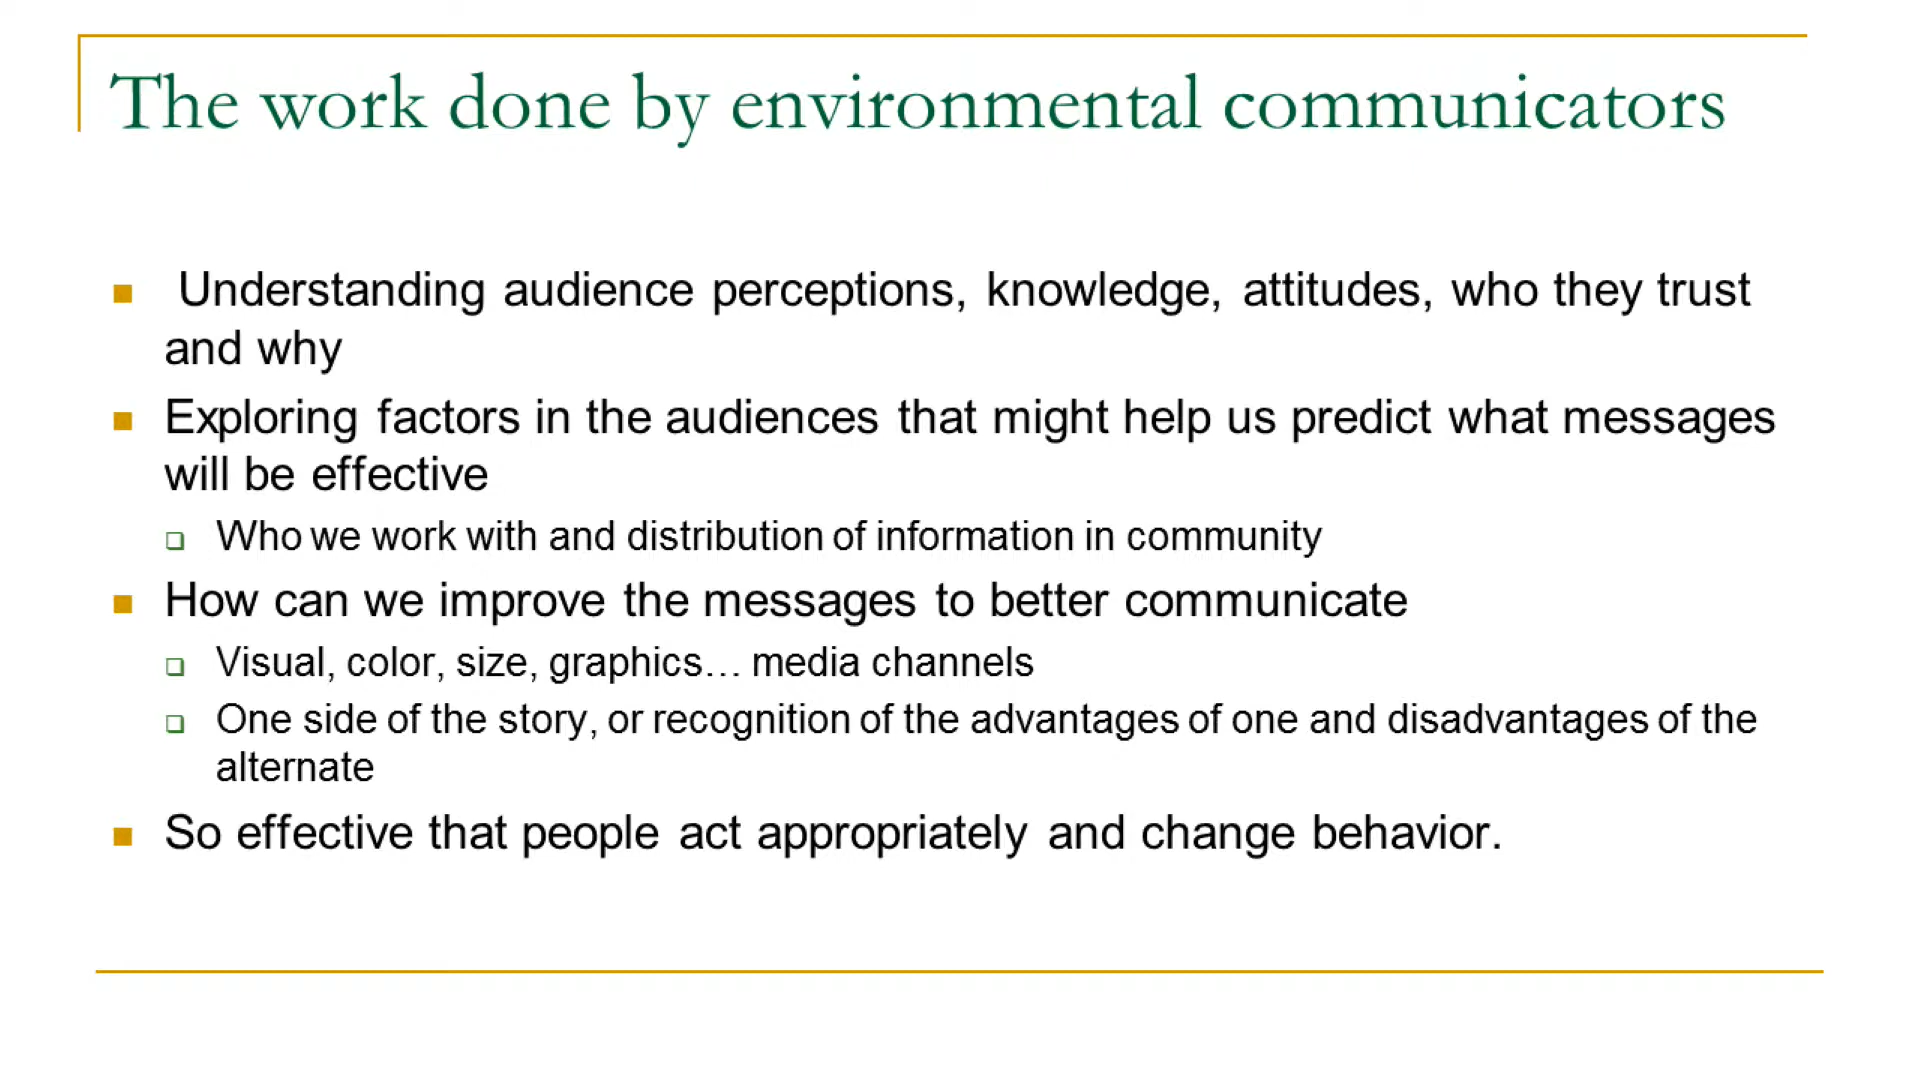 The work done by environmental communicators
Understanding audience perceptions, knowledge, attitudes, who they trust
and why
Exploring factors in the audiences that might help us predict what messages
will be effective
Who we work with and distribution of information in community
How can we improve the messages to better communicate
Visual, color, size, graphics… media channels
One side of the story, or recognition of the advantages of one and disadvantages of the
alternate
So effective that people act appropriately and change behavior.